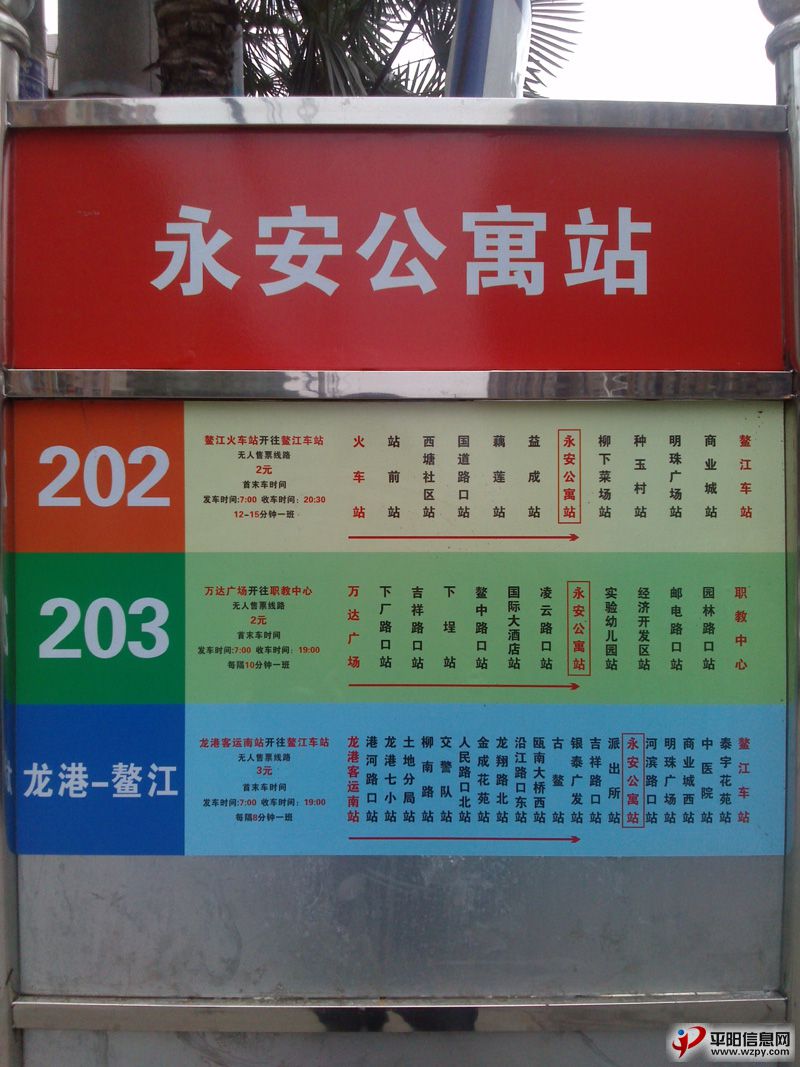 永安公寓站
202
鳌江火车站开往鳌江车站
无人售票线路
2元
首末车时间
发车时间:7:00 收车时间: 20:30
12-15分钟一班
火车站
站前站
西塘社区站
国道路口站
藕莲站
益成站
永安公寓站
柳下菜场站
种玉村站
明珠广场站
商业城站
鳌江车站
203
万达广场开往职教中心
无人售票线路
2元
首末车时间
发车时间:7:00 收车时间: 19:00
每隔10分钟一班
万达广场
下厂路口站
吉祥路口站
下埕站
鳌中路口站
国际大酒店站
凌云路口站
永安公寓站
实验幼儿园站
经济开发区站
邮电路口站
园林路口站
职教中心
龙港-鳌江
龙港客运南站开往鳌江车站
无人售票线路
3元
首末车时间
发车时间:7:00 收车时间: 19:00
每隔8分钟一班
龙港客运南站
港河路口站
龙港七小站
土地分局站
柳南路站
交警队站
人民路口北站
金成花苑站
龙翔路北站
沿江路口东站
瓯南大桥西站
古鳌站
银泰广发站
吉祥路口站
派出所站
永安公寓站
河滨路口站
明珠广场站
商业城西站
中医院站
泰宇花苑站
鳌江车站
平阳信息网
www.wzpy.com